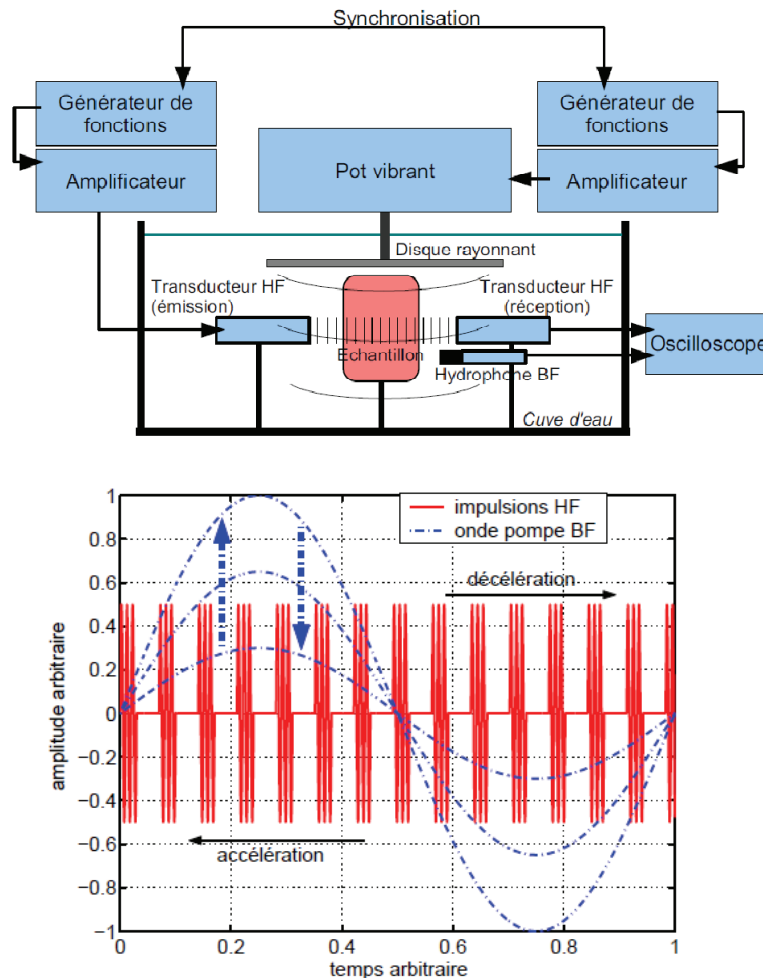 Synchronisation
Générateur de
fonctions
Amplificateur
Pot vibrant
Générateur de
fonctions
Amplificateur
Disque rayonnant
Transducteur HF
(émission)
Transducteur HF
(réception)
Echantillon
Hydrophone BF
Oscilloscope
Cuve d'eau
impulsions HF
onde pompe BF
décélération
accélération
amplitude arbitraire
1
0.8
0.6
0.4
0.2
0
−0.2
−0.4
−0.6
−0.8
−1
0
0.2
0.4
0.6
0.8
1
temps arbitraire